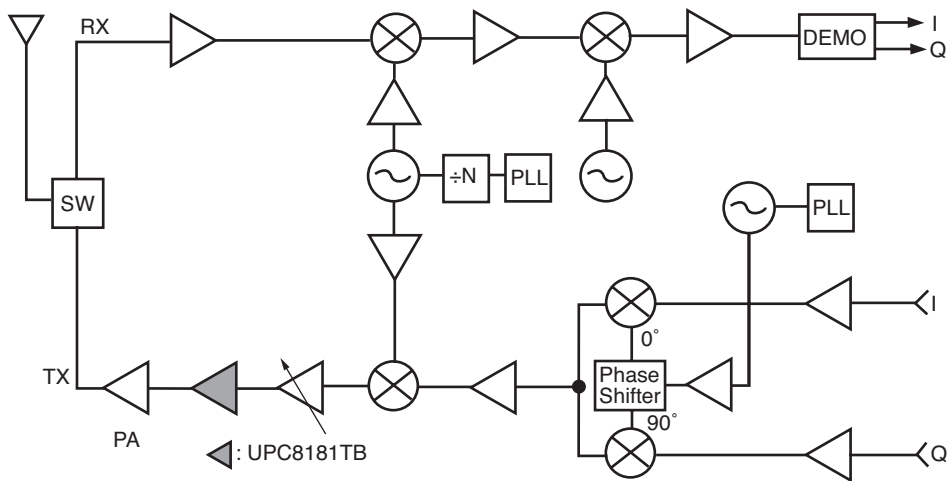 RX
DEMO
I
Q
SW
÷N
PLL
PLL
I
0°
TX
Phase
Shifter
90°
PA
: UPC8181TB
Q